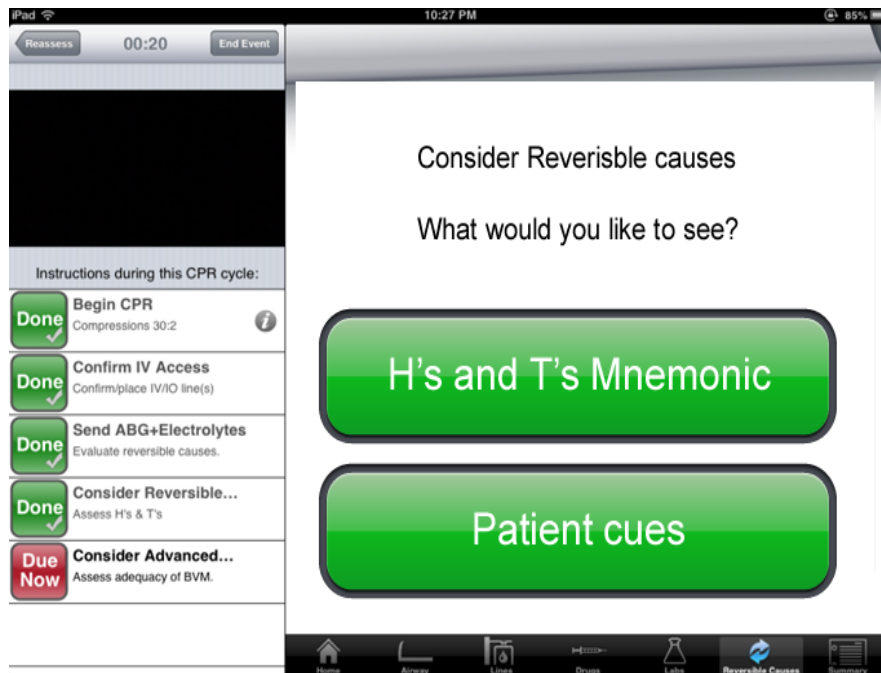 iPad 10:27 PM 85%
Reassess 00:20 End Event
Instructions during this CPR cycle:
Done Begin CPR
Compressions 30:2
Done Confirm IV Access
Confirm/place IV/IO line(s)
Done Send ABG+Electrolytes
Evaluate reversible causes.
Done Consider Reversible...
Assess H's & T's
Due Now Consider Advanced...
Assess adequacy of BVM.
Consider Reverisble causes
What would you like to see?
H's and T's Mnemonic
Patient cues
Home Airway Lines Drugs Labs Reversible Causes Summary